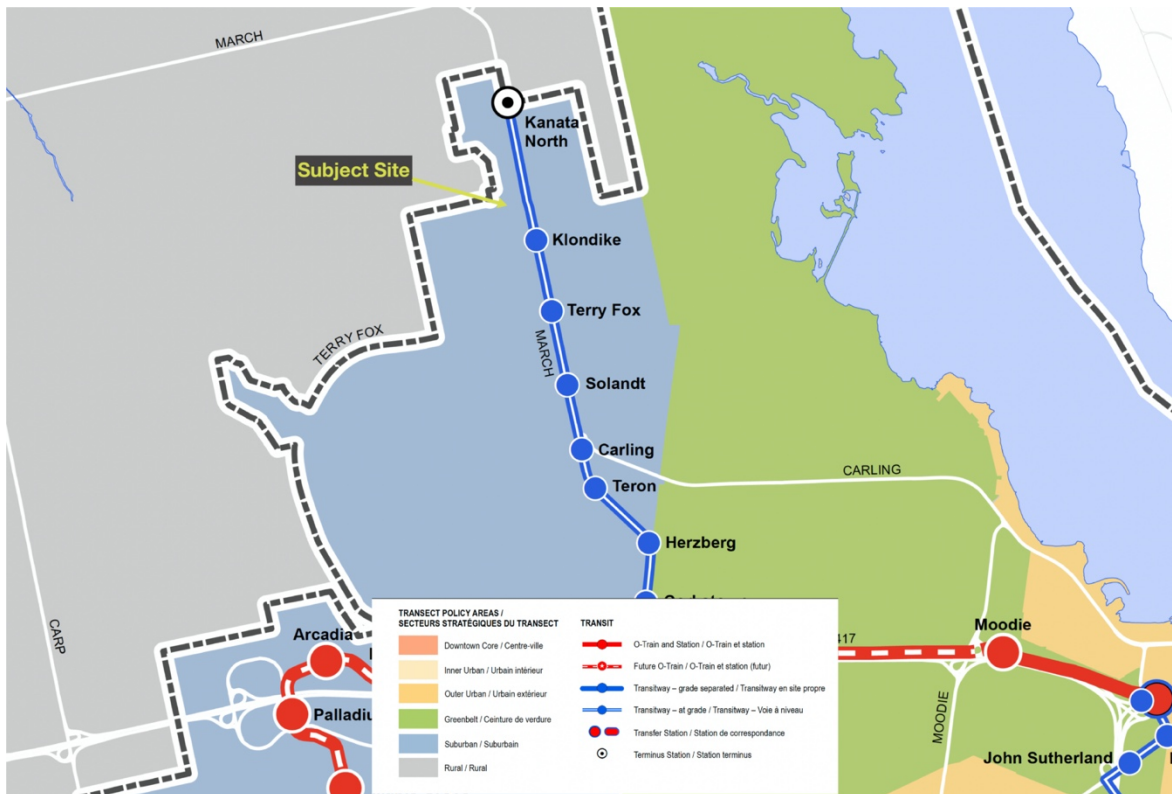 MARCH
Kanata
North
Subject Site
Klondike
Terry Fox
TERRY FOX
MARCH
Solandt
Carling
CARLING
Teron
Herzberg
CARP
Arcadia
Palladiu
417
Moodie
MOODIE
John Sutherland
TRANSECT POLICY AREAS /
SECTEURS STRATÉGIQUES DU TRANSECT
Downtown Core / Centre-ville
Inner Urban / Urbain intérieur
Outer Urban / Urbain extérieur
Greenbelt / Ceinture de verdure
Suburban / Suburbain
Rural / Rural
TRANSIT
O-Train and Station / O-Train et station
Future O-Train / O-Train et station (futur)
Transitway – grade separated / Transitway en site propre
Transitway – at grade / Transitway – Voie à niveau
Transfer Station / Station de correspondance
Terminus Station / Station terminus